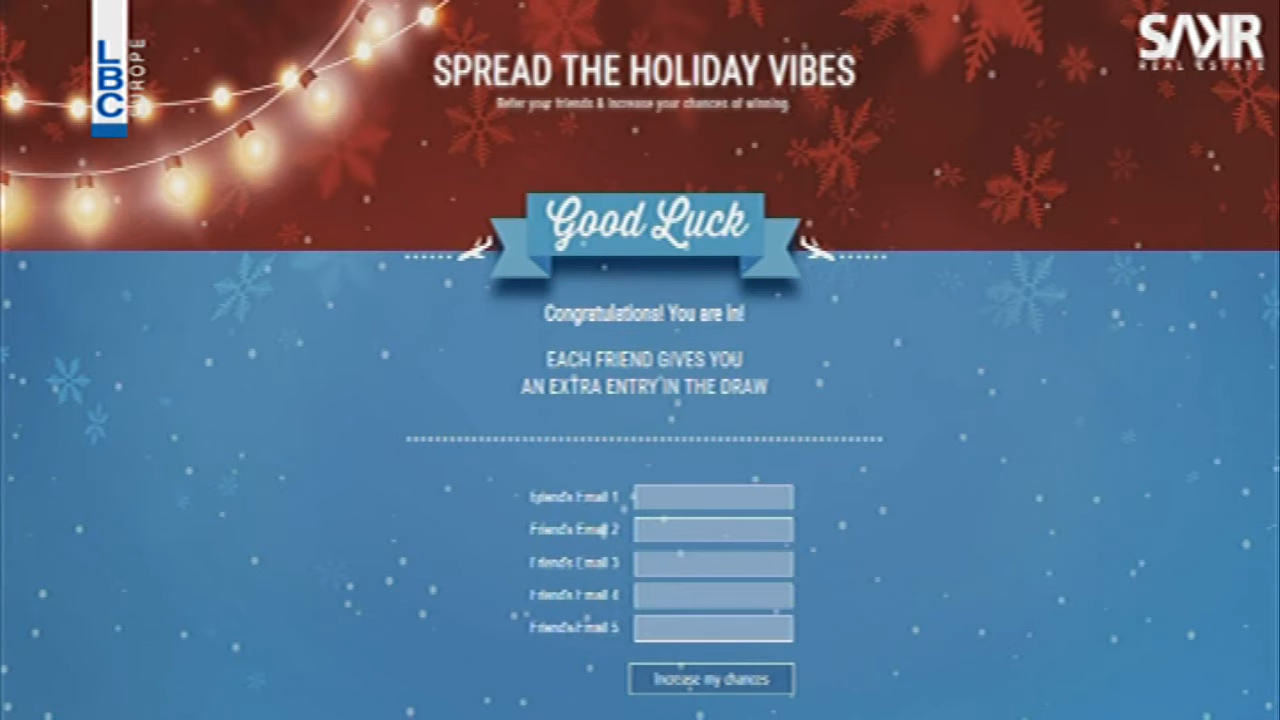 LBC
EUROPE
SAKR
REAL ESTATE
SPREAD THE HOLIDAY VIBES
Refer your friends & increase your chances of winning.
Good Luck
Congratulations! You are in!
EACH FRIEND GIVES YOU
AN EXTRA ENTRY IN THE DRAW
Friend's Email 1
Friend's Email 2
Friend's Email 3
Friend's Email 4
Friend's Email 5
Increase my chances